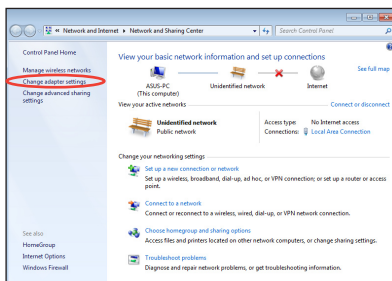 Network and Internet ▸ Network and Sharing Center
Search Control Panel
Control Panel Home
Manage wireless networks
Change adapter settings
Change advanced sharing
settings
View your basic network information and set up connections
See full map
ASUS-PC
(This computer)
Unidentified network
Internet
View your active networks
Connect or disconnect
Unidentified network
Public network
Access type: No Internet access
Connections: Local Area Connection
Change your networking settings
Set up a new connection or network
Set up a wireless, broadband, dial-up, ad hoc, or VPN connection; or set up a router or access
point.
Connect to a network
Connect or reconnect to a wireless, wired, dial-up, or VPN network connection.
Choose homegroup and sharing options
Access files and printers located on other network computers, or change sharing settings.
Troubleshoot problems
Diagnose and repair network problems, or get troubleshooting information.
See also
HomeGroup
Internet Options
Windows Firewall